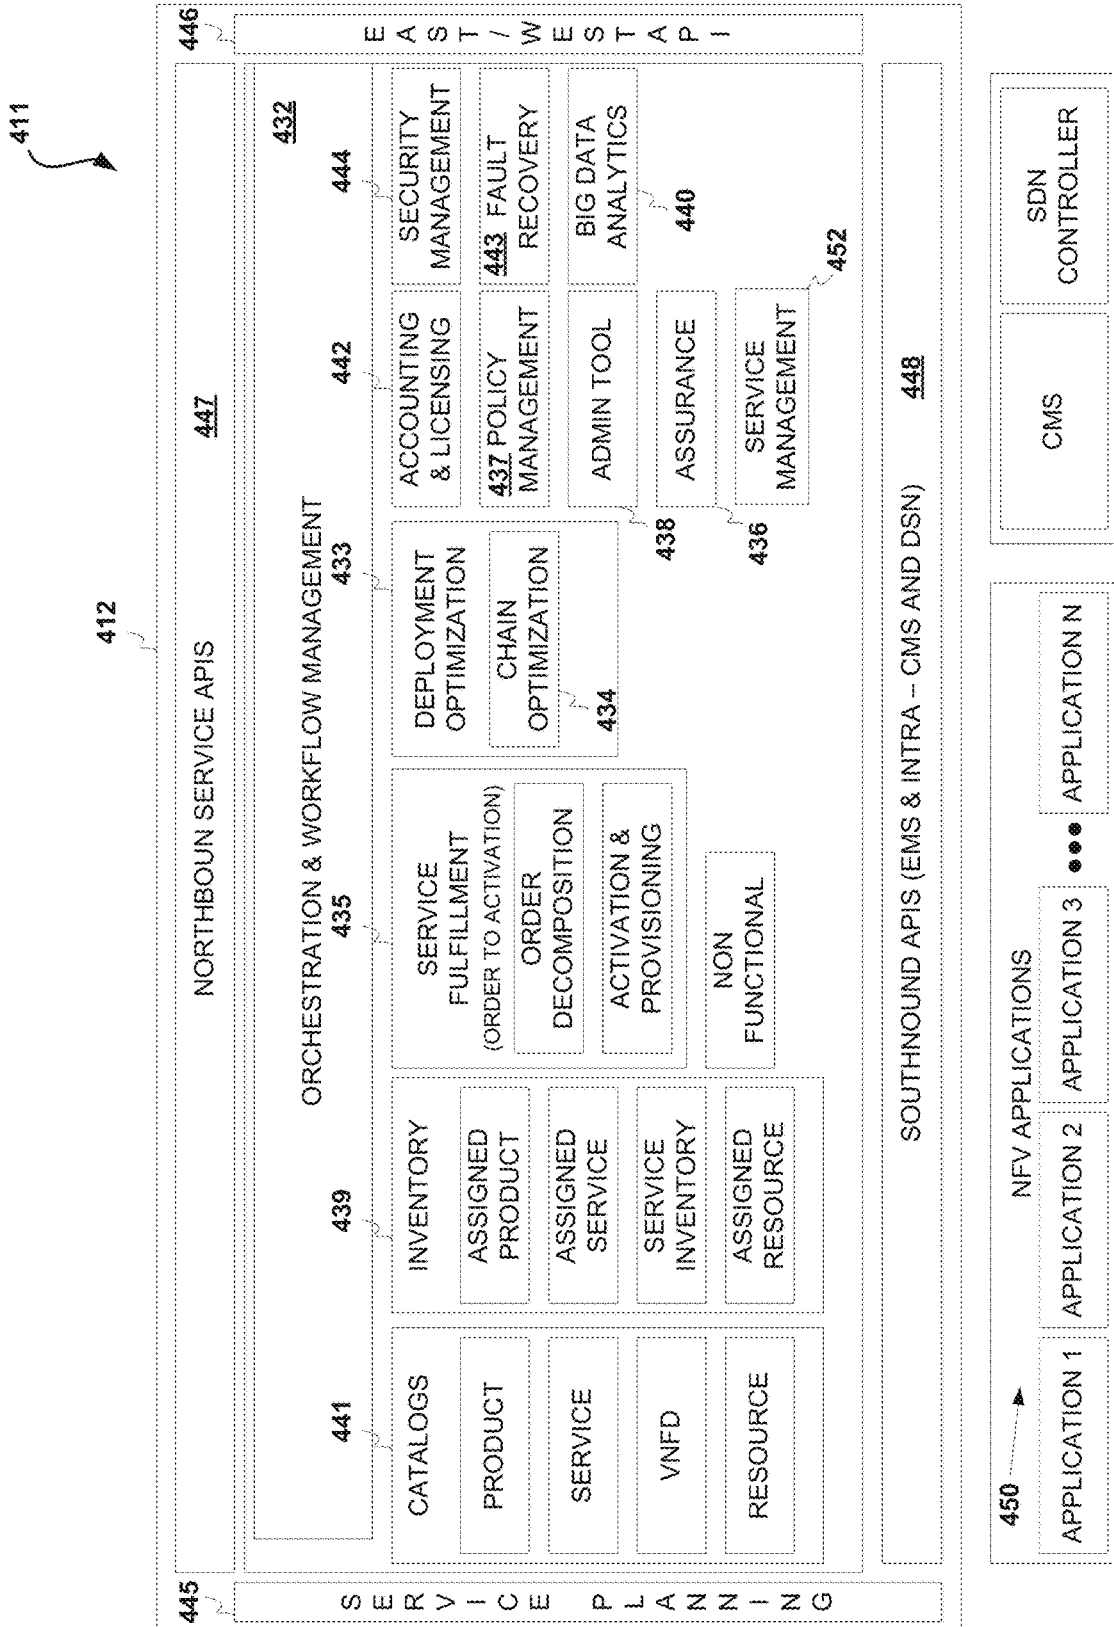 411
412
446
NORTHBOUN SERVICE APIS
447
ORCHESTRATION & WORKFLOW MANAGEMENT
432
445
SERVICE PLANNING
EAST/WEST API
441
CATALOGS
PRODUCT
SERVICE
VNFD
RESOURCE
439
INVENTORY
ASSIGNED
PRODUCT
ASSIGNED
SERVICE
SERVICE
INVENTORY
ASSIGNED
RESOURCE
435
SERVICE
FULFILLMENT
(ORDER TO ACTIVATION)
ORDER
DECOMPOSITION
ACTIVATION &
PROVISIONING
NON
FUNCTIONAL
433
DEPLOYMENT
OPTIMIZATION
CHAIN
OPTIMIZATION
434
442
ACCOUNTING
& LICENSING
437 POLICY
MANAGEMENT
ADMIN TOOL
438
ASSURANCE
436
SERVICE
MANAGEMENT
452
444
SECURITY
MANAGEMENT
443 FAULT
RECOVERY
BIG DATA
ANALYTICS
440
SOUTHNOUND APIS (EMS & INTRA – CMS AND DSN)
448
450
NFV APPLICATIONS
APPLICATION 1
APPLICATION 2
APPLICATION 3
APPLICATION N
CMS
SDN
CONTROLLER